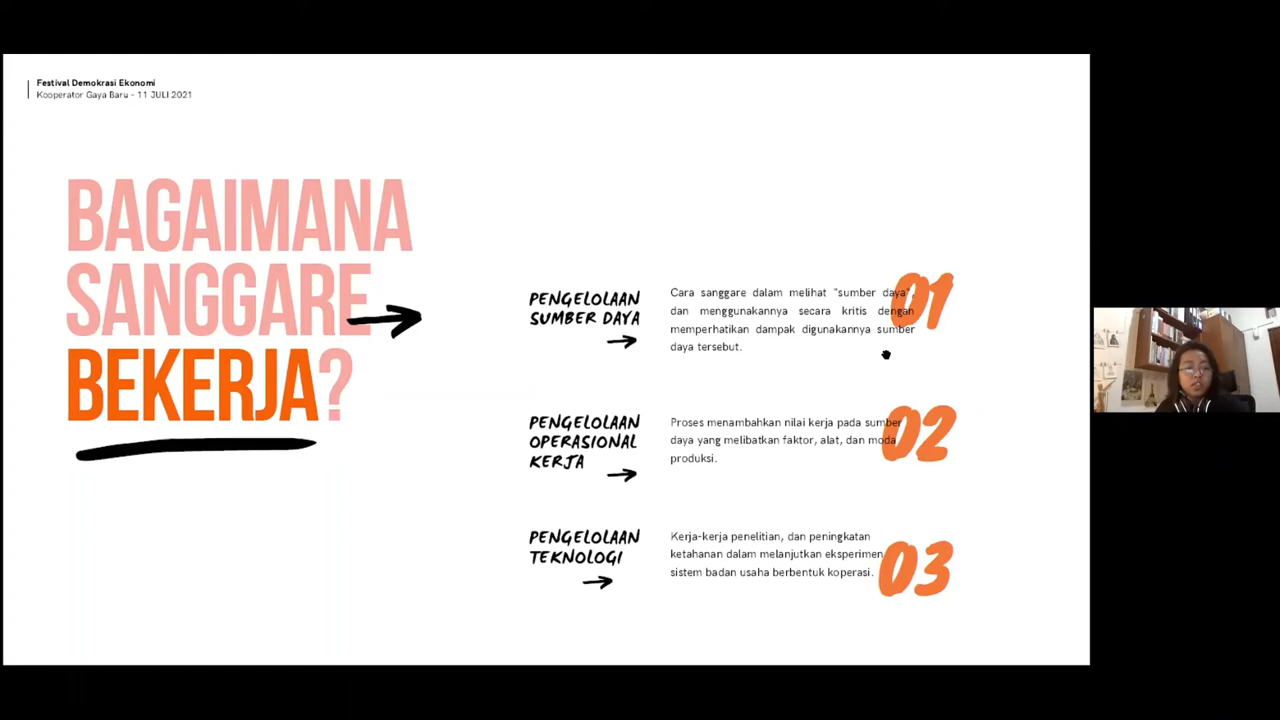 Festival Demokrasi Ekonomi
Kooperator Gaya Baru - 11 JULI 2021
BAGAIMANA
SANGGARE
BEKERJA?
PENGELOLAAN
SUMBER DAYA
Cara sanggare dalam melihat "sumber daya",
dan menggunakannya secara kritis dengan
memperhatikan dampak digunakannya sumber
daya tersebut.
01
PENGELOLAAN
OPERASIONAL
KERJA
Proses menambahkan nilai kerja pada sumber
daya yang melibatkan faktor, alat, dan moda
produksi.
02
PENGELOLAAN
TEKNOLOGI
Kerja-kerja penelitian, dan peningkatan
ketahanan dalam melanjutkan eksperimen
sistem badan usaha berbentuk koperasi.
03